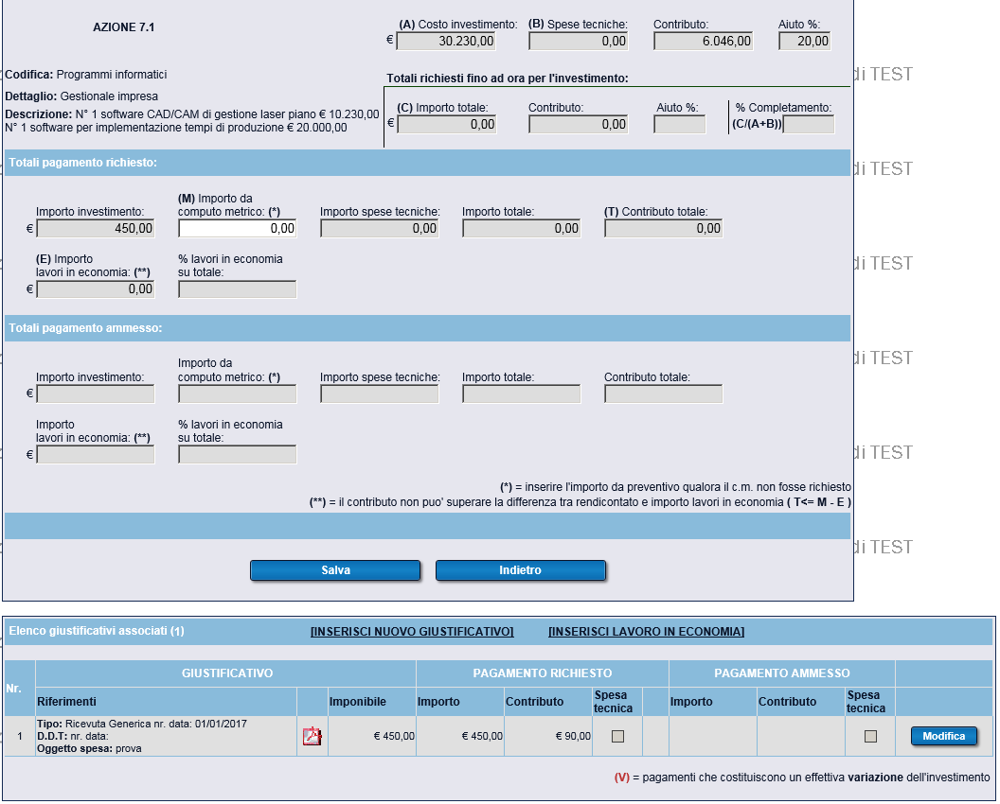 AZIONE 7.1
(A) Costo investimento: (B) Spese tecniche: Contributo: Aiuto %:
€ 30.230,00 0,00 6.046,00 20,00
Codifica: Programmi informatici
Dettaglio: Gestionale impresa
Descrizione: N° 1 software CAD/CAM di gestione laser piano € 10.230,00
N° 1 software per implementazione tempi di produzione € 20.000,00
Totali richiesti fino ad ora per l'investimento:
(C) Importo totale: Contributo: Aiuto %: % Completamento:
€ 0,00 0,00 (C/(A+B))
di TEST
Totali pagamento richiesto:
di TEST
(M) Importo da
Importo investimento: computo metrico: (*) Importo spese tecniche: Importo totale: (T) Contributo totale:
€ 450,00 0,00 0,00 0,00 0,00
(E) Importo % lavori in economia
lavori in economia: (**) su totale:
€ 0,00
di TEST
Totali pagamento ammesso:
di TEST
Importo da
Importo investimento: computo metrico: (*) Importo spese tecniche: Importo totale: Contributo totale:
€
Importo % lavori in economia
lavori in economia: (**) su totale:
€
di TEST
(*) = inserire l'importo da preventivo qualora il c.m. non fosse richiesto
(**) = il contributo non puo' superare la differenza tra rendicontato e importo lavori in economia ( T<= M - E )
di TEST
Salva Indietro
Elenco giustificativi associati (1) [INSERISCI NUOVO GIUSTIFICATIVO] [INSERISCI LAVORO IN ECONOMIA]
Nr. GIUSTIFICATIVO PAGAMENTO RICHIESTO PAGAMENTO AMMESSO
Riferimenti Imponibile Importo Contributo Spesa tecnica Importo Contributo Spesa tecnica
1 Tipo: Ricevuta Generica nr. data: 01/01/2017
D.D.T: nr. data: € 450,00 € 450,00 € 90,00 Modifica
Oggetto spesa: prova
(V) = pagamenti che costituiscono un effettiva variazione dell'investimento